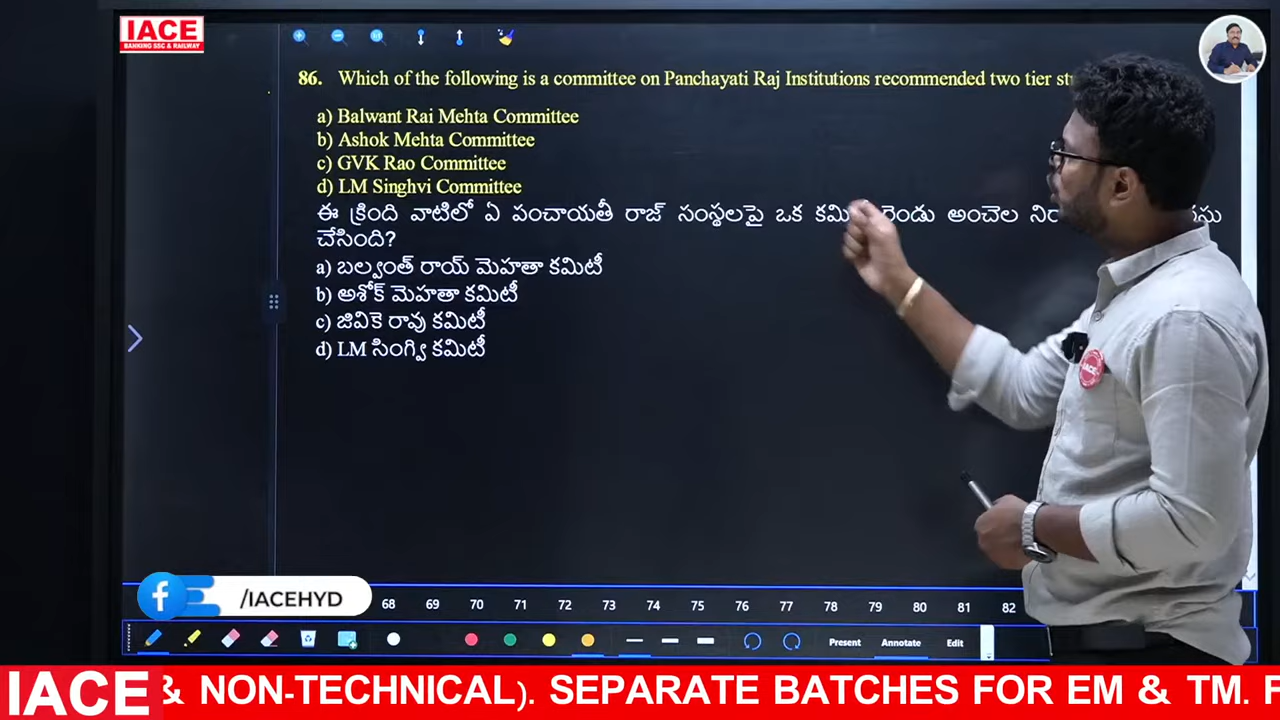 IACE
BANKING SSC & RAILWAY
86. Which of the following is a committee on Panchayati Raj Institutions recommended two tier
a) Balwant Rai Mehta Committee
b) Ashok Mehta Committee
c) GVK Rao Committee
d) LM Singhvi Committee
ఈ క్రింది వాటిలో ఏ పంచాయతీ రాజ్ సంస్థలపై ఒక రెండు అంచెల
చేసింది?
a) బల్వంత్ రాయ్ మెహతా కమిటీ
b) అశోక్ మెహతా కమిటీ
c) జివికె రావు కమిటీ
d) LM సింగ్వి కమిటీ
IACE
f /IACEHYD 68 69 70 71 72 73 74 75 76 77 78 79 80 81 82
Present Annotate Edit
IACE & NON-TECHNICAL). SEPARATE BATCHES FOR EM & TM. F